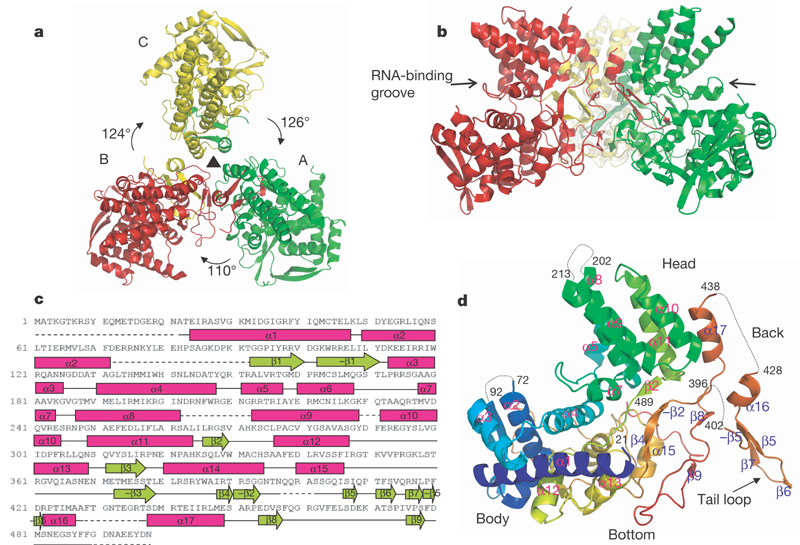 a
C
124°
126°
B
A
110°
b
RNA-binding
groove
c
1 MATKGTKRSY EQMETDGERQ NATEIRASVG KMIDGIGRFY IQMCTELKLS DYEGRLIQNS
α1 α2
61 LTIERMVLSA FDERRNKYLE EHPSAGKDPK KTGGPIYRRV DGKWRRELIL YDKEEIRRIW
α2 β1 −β1 α3
121 RQANNGDDAT AGLTHMMIWH SNLNDATYQR TRALVRTGMD PRMCSLMQGS TLPRRSGAAG
α3 α4 α5 α6 α7
181 AAVKGVGTMV MELIRMIKRG INDRNFWRGE NGRRTRIAYE RMCNILKGKF QTAAQRTMVD
α7 α8 α9 α10
241 QVRESRNPGN AEFEDLIFLA RSALILRGSV AHKSCLPACV YGSAVASGYD FEREGYSLVG
α10 α11 β2 α12
301 IDPFRLLQNS QVYSLIRPNE NPAHKSQLVW MACHSAAFED LRVSSFIRGT KVVPRGKLST
α13 β3 α14 α15
361 RGVQIASNEN METMESSTLE LRSRYWAIRT RSGGNTNQQR ASSGQISIQP TFSVQRNLPF
−β3 β4 −β2 β5 β6 −β7 −β5
421 DRPTIMAAFT GNTEGRTSDM RTEIIRLMES ARPEDVSFQG RGVFELSDEK ATSPIVPSFD
β5 α16 α17 β8 β9
481 MSNEGSYFFG DNAEEYDN
d
213
202
Head
438
α8
α10
α9
α17
Back
α5
α11
428
α7
β2
396
α16
92
72
489
−β2
β8
402
α3
α2
α6
21
β4
−β5
β5
α1
α15
β7
α13
β9
β6
α12
Tail loop
Body
Bottom